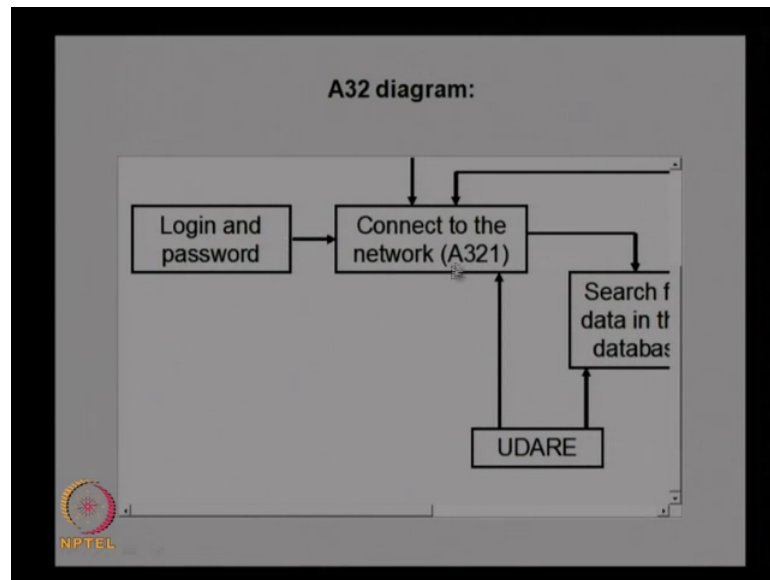 A32 diagram:
Login and
password
Connect to the
network (A321)
Search f
data in th
databas
UDARE
NPTEL